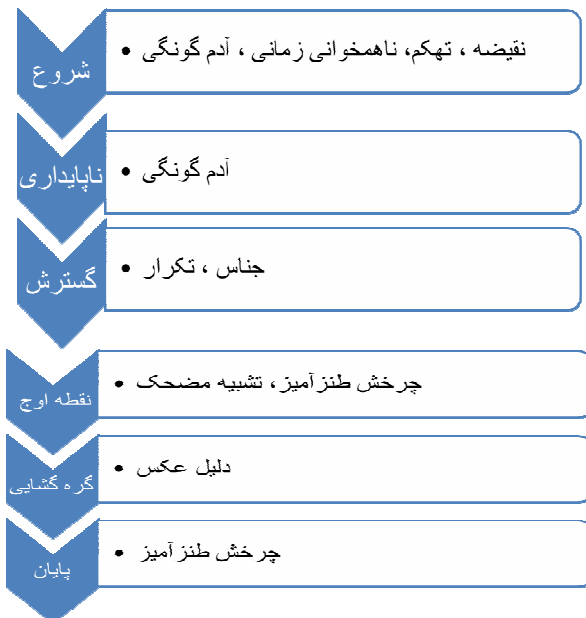 شروع
• نقیضه ، تهکم، ناهمخوانی زمانی ، آدم گونگی
ناپایداری
• آدم گونگی
گسترش
• جناس ، تکرار
نقطه اوج
• چرخش طنزآمیز، تشبیه مضحک
گره گشایی
• دلیل عکس
پایان
• چرخش طنزآمیز